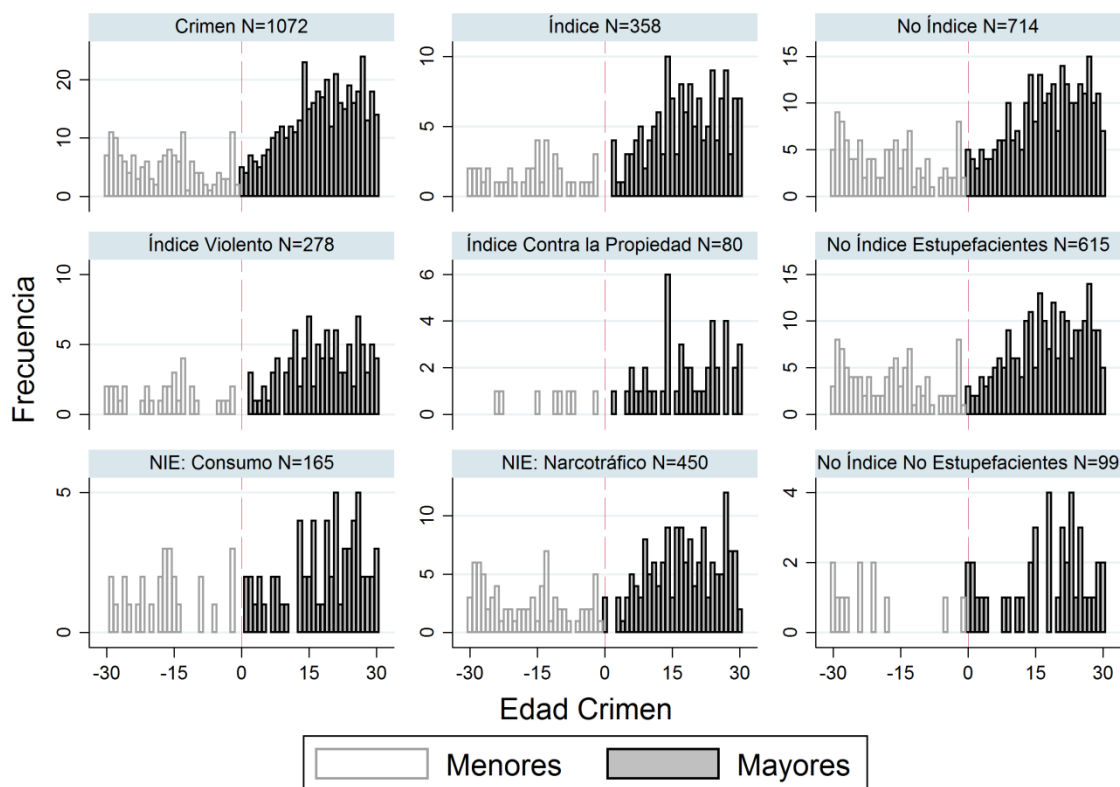 Crimen N=1072
Índice N=358
No Índice N=714
0 10 20
0 5 10
0 5 10 15
Índice Violento N=278
Índice Contra la Propiedad N=80
No Índice Estupefacientes N=615
0 5 10
0 2 4 6
0 5 10 15
NIE: Consumo N=165
NIE: Narcotráfico N=450
No Índice No Estupefacientes N=99
0 5
0 5 10
0 2 4
-30 -15 0 15 30
-30 -15 0 15 30
-30 -15 0 15 30
Frecuencia
Edad Crimen
Menores
Mayores